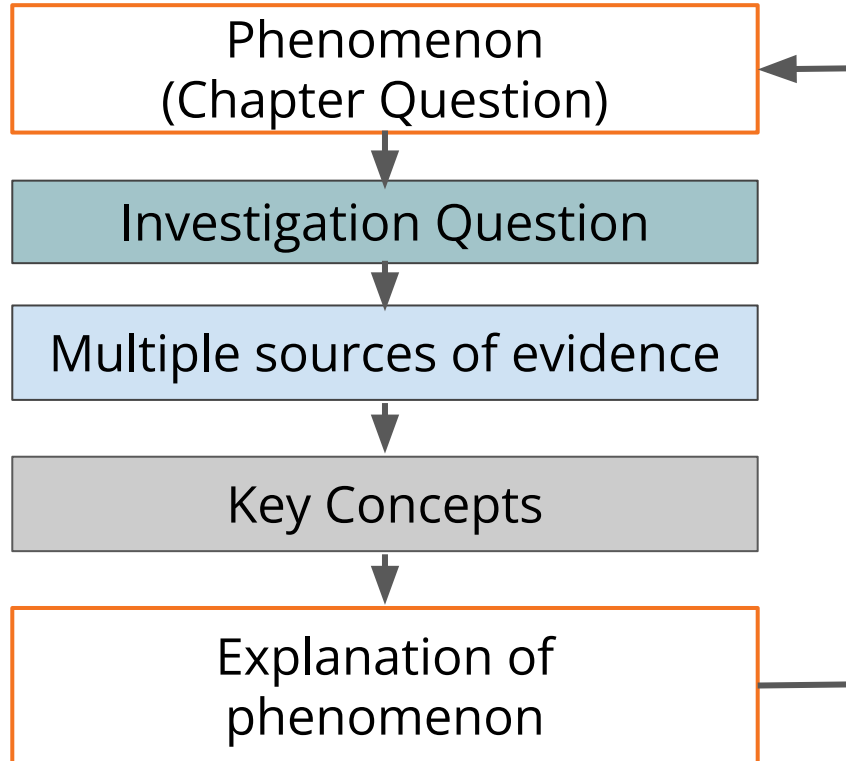 Phenomenon
(Chapter Question)
Investigation Question
Multiple sources of evidence
Key Concepts
Explanation of
phenomenon